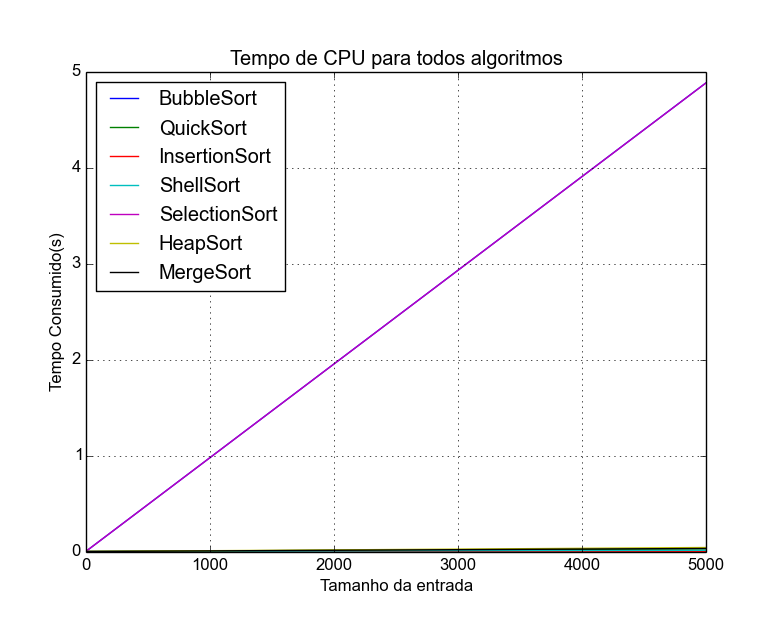 Tempo de CPU para todos algoritmos
5
4
3
2
1
0
BubbleSort
QuickSort
InsertionSort
ShellSort
SelectionSort
HeapSort
MergeSort
Tempo Consumido(s)
0 1000 2000 3000 4000 5000
Tamanho da entrada